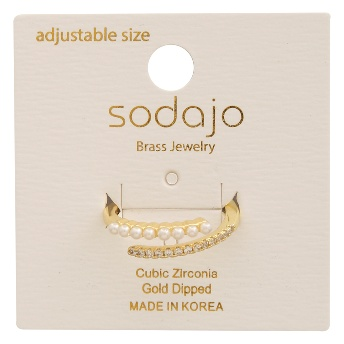 adjustable size
sodajo
Brass Jewelry
Cubic Zirconia
Gold Dipped
MADE IN KOREA